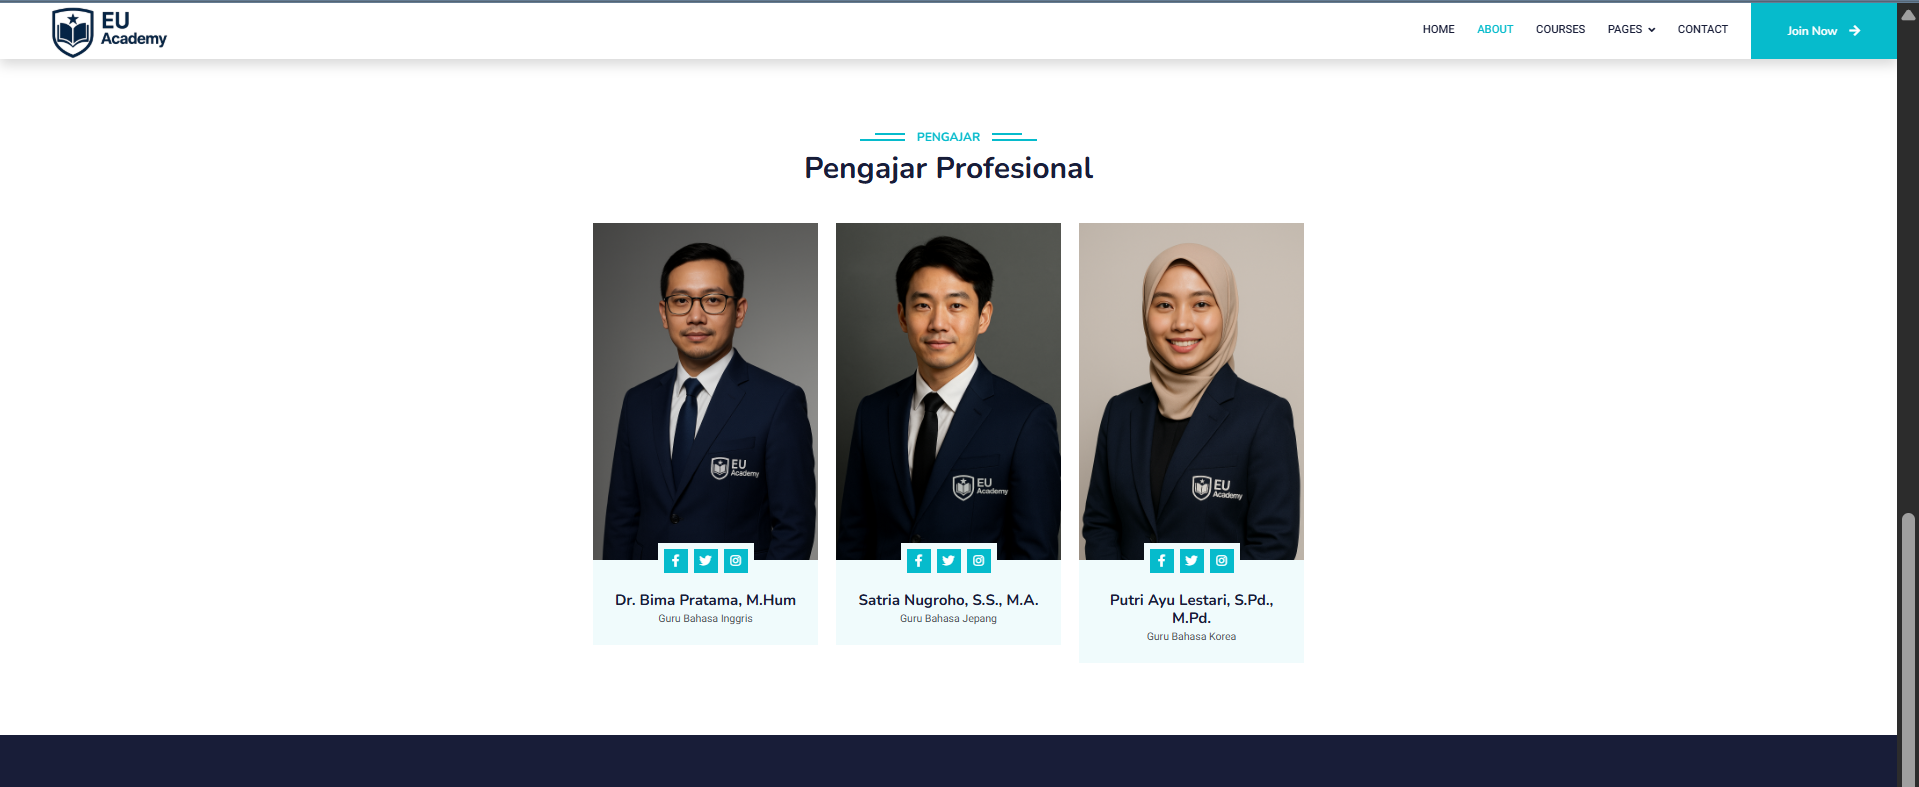 EU
Academy
HOME ABOUT COURSES PAGES CONTACT Join Now
PENGAJAR
Pengajar Profesional
EU
Academy
EU
Academy
EU
Academy
Dr. Bima Pratama, M.Hum
Guru Bahasa Inggris
Satria Nugroho, S.S., M.A.
Guru Bahasa Jepang
Putri Ayu Lestari, S.Pd.,
M.Pd.
Guru Bahasa Korea